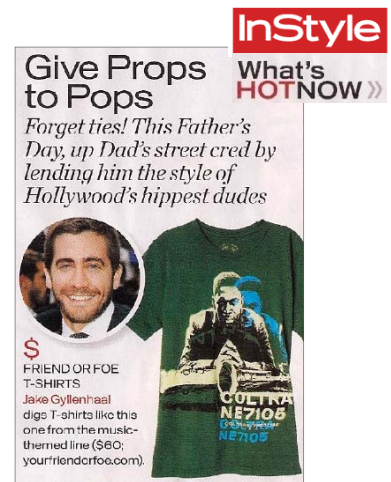 InStyle
What's
HOTNOW »
Give Props
to Pops
Forget ties! This Father's
Day, up Dad's street cred by
lending him the style of
Hollywood's hippest dudes
$
FRIEND OR FOE
T-SHIRTS
Jake Gyllenhaal
digs T-shirts like this
one from the music-
themed line ($60;
yourfriendorfoe.com).
COLTRA
NE7105
NE7105